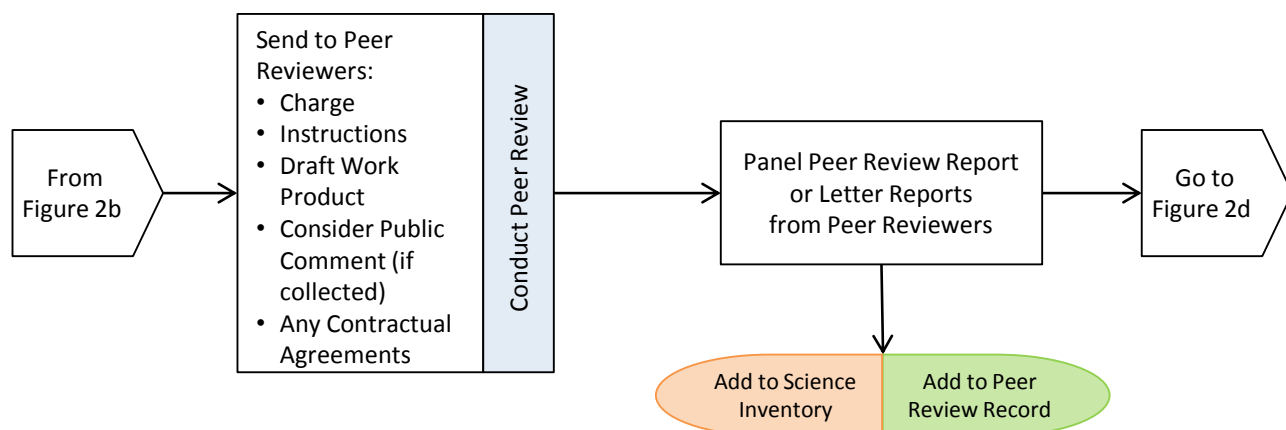 From
Figure 2b
Send to Peer
Reviewers:
• Charge
• Instructions
• Draft Work
Product
• Consider Public
Comment (if
collected)
• Any Contractual
Agreements
Conduct Peer Review
Panel Peer Review Report
or Letter Reports
from Peer Reviewers
Go to
Figure 2d
Add to Science
Inventory
Add to Peer
Review Record